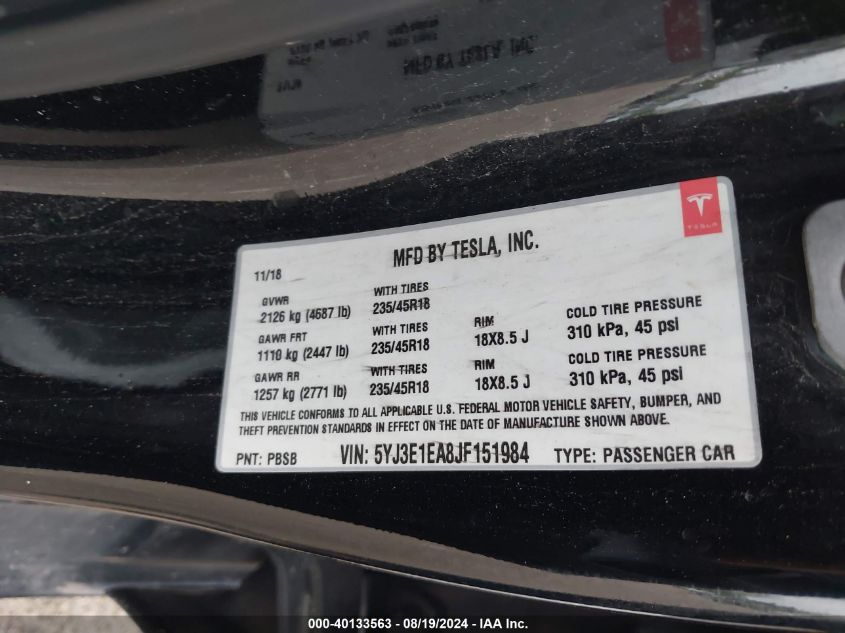 MFD BY TESLA, INC.
TESLA
11/18
GVWR WITH TIRES
2126 kg (4687 lb) 235/45R18
GAWR FRT WITH TIRES RIM COLD TIRE PRESSURE
1110 kg (2447 lb) 235/45R18 18X8.5 J 310 kPa, 45 psi
GAWR RR WITH TIRES RIM COLD TIRE PRESSURE
1257 kg (2771 lb) 235/45R18 18X8.5 J 310 kPa, 45 psi
THIS VEHICLE CONFORMS TO ALL APPLICABLE U.S. FEDERAL MOTOR VEHICLE SAFETY, BUMPER, AND
THEFT PREVENTION STANDARDS IN EFFECT ON THE DATE OF MANUFACTURE SHOWN ABOVE.
PNT: PBSB VIN: 5YJ3E1EA8JF151984 TYPE: PASSENGER CAR
000-40133563 - 08/19/2024 - IAA Inc.